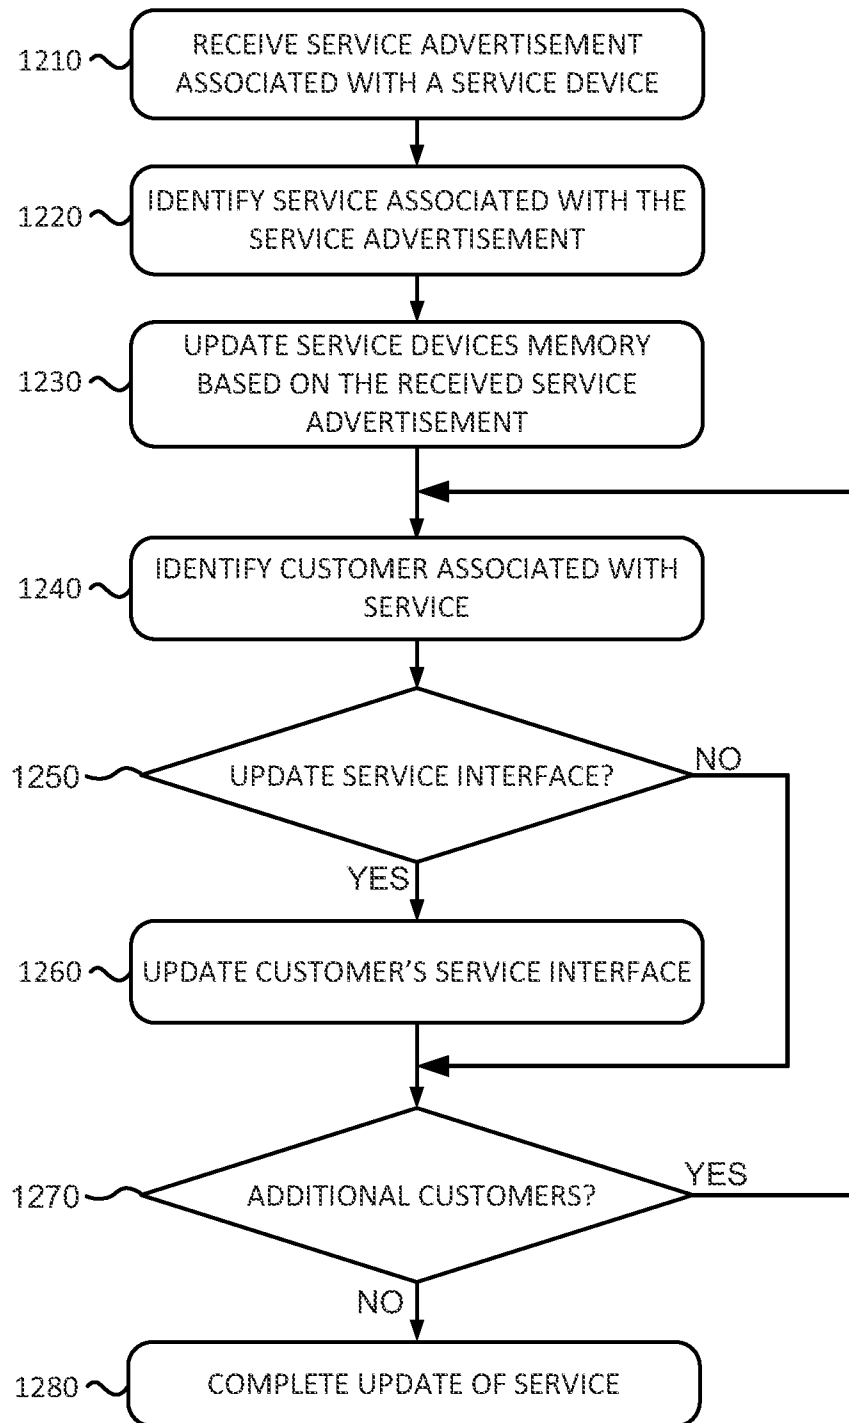 1210
RECEIVE SERVICE ADVERTISEMENT
ASSOCIATED WITH A SERVICE DEVICE
1220
IDENTIFY SERVICE ASSOCIATED WITH THE
SERVICE ADVERTISEMENT
1230
UPDATE SERVICE DEVICES MEMORY
BASED ON THE RECEIVED SERVICE
ADVERTISEMENT
1240
IDENTIFY CUSTOMER ASSOCIATED WITH
SERVICE
1250
UPDATE SERVICE INTERFACE?
NO
YES
1260
UPDATE CUSTOMER'S SERVICE INTERFACE
1270
ADDITIONAL CUSTOMERS?
YES
NO
1280
COMPLETE UPDATE OF SERVICE